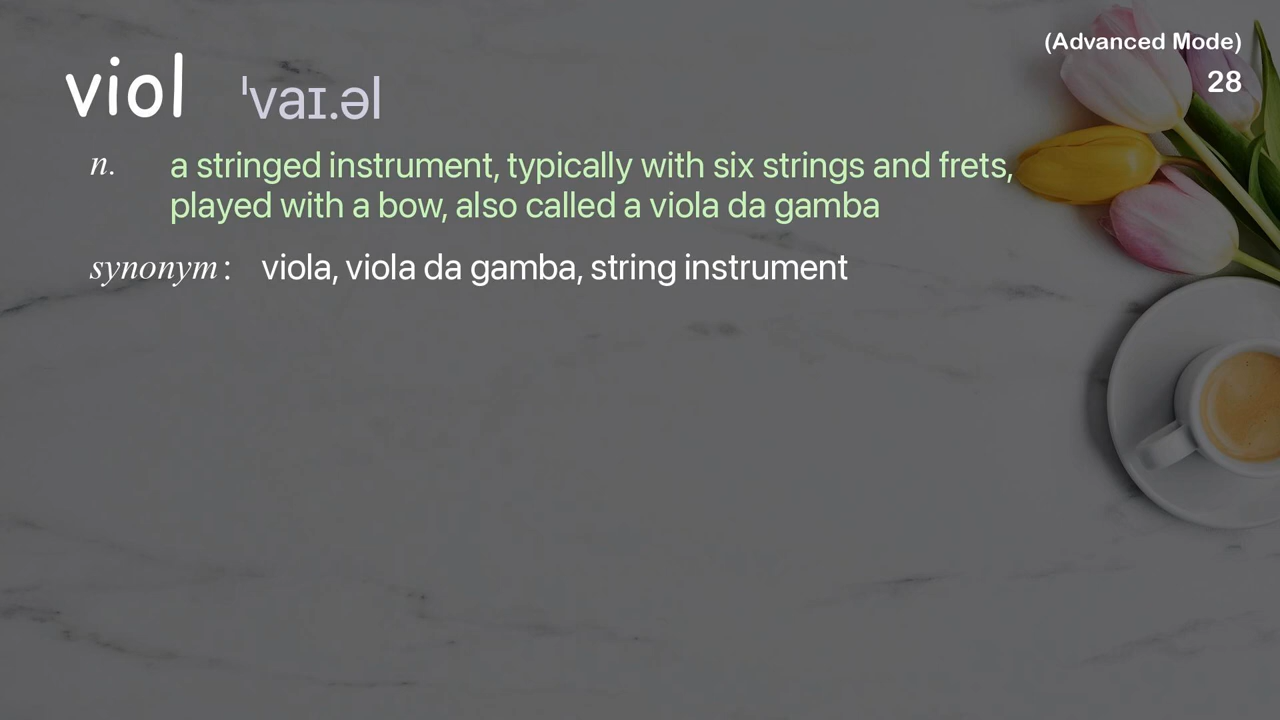 (Advanced Mode)
28
viol ˈvaɪ.əl
n. a stringed instrument, typically with six strings and frets,
played with a bow, also called a viola da gamba
synonym: viola, viola da gamba, string instrument